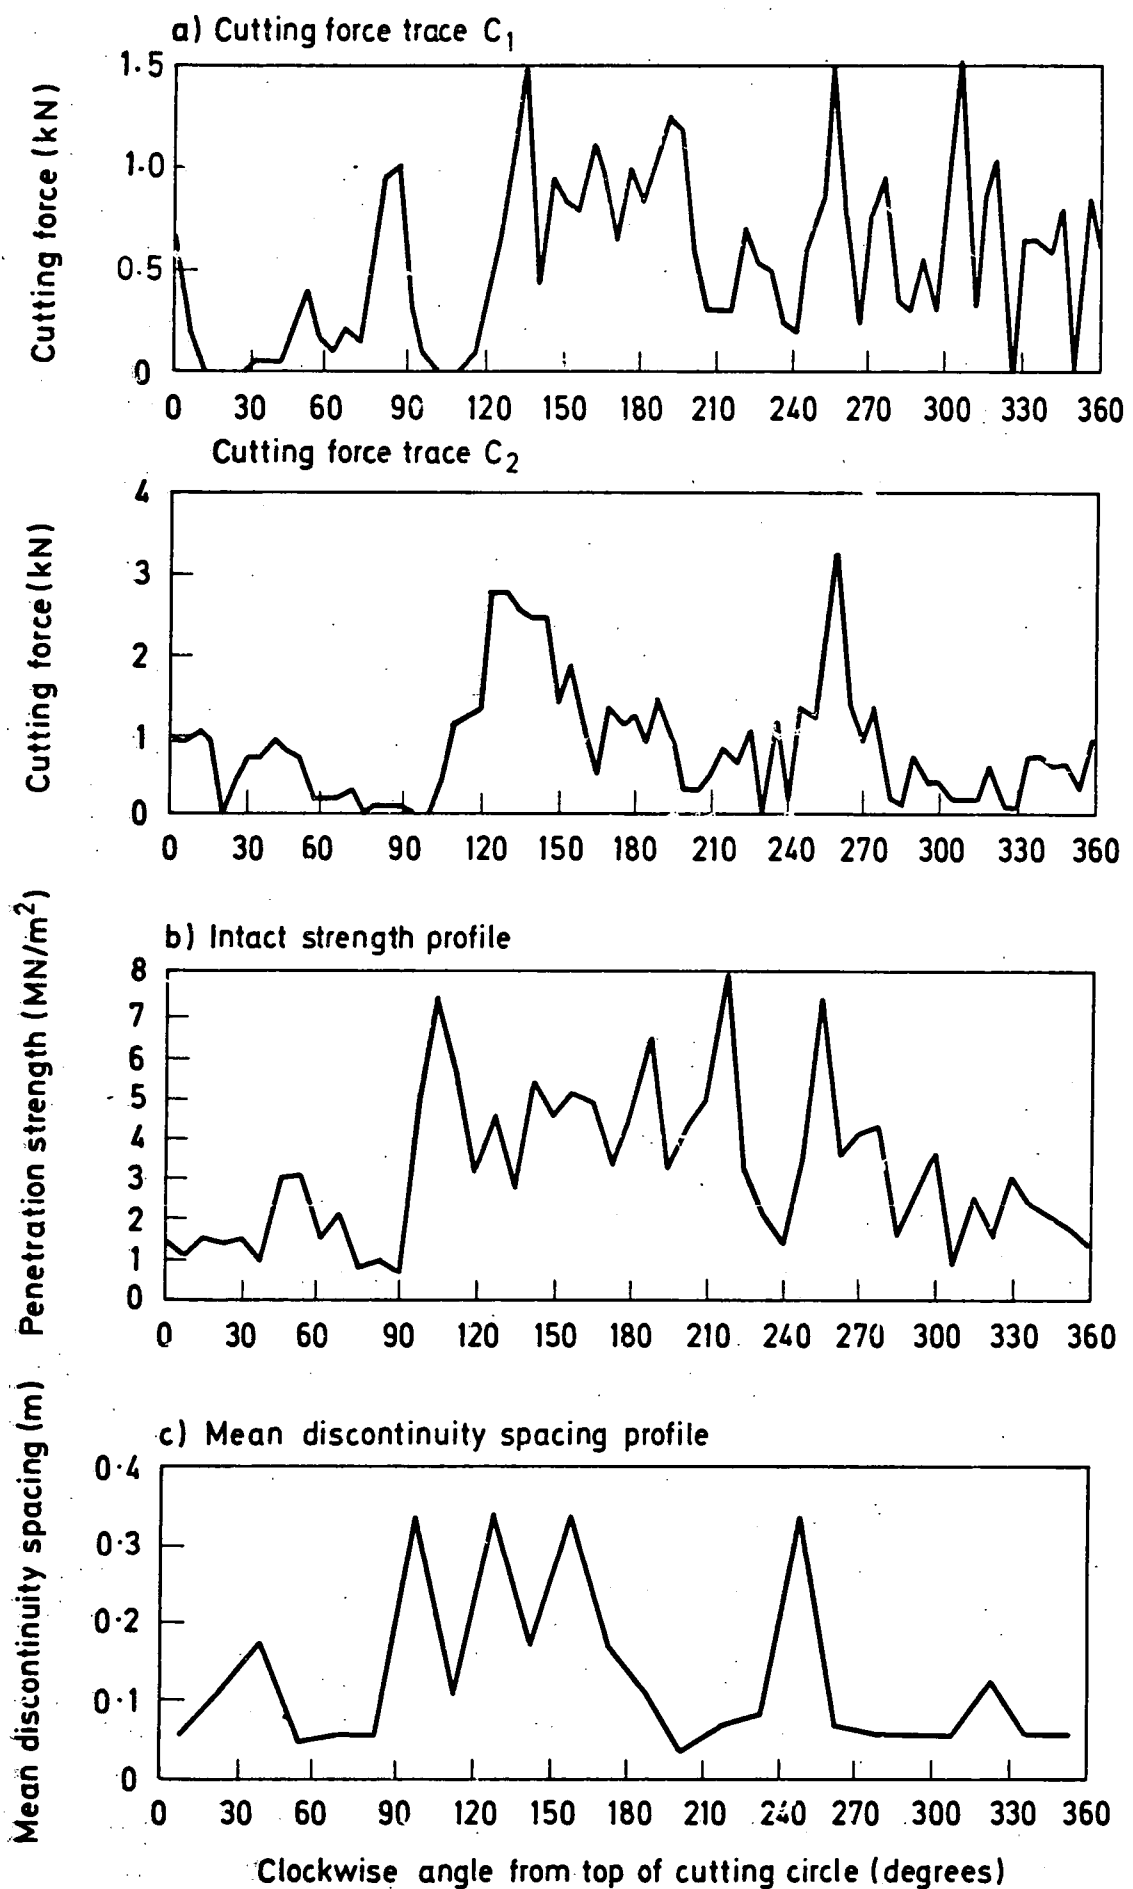 a) Cutting force trace C₁
Cutting force (kN)
1.5
1.0
0.5
0
0 30 60 90 120 150 180 210 240 270 300 330 360
Cutting force trace C₂
Cutting force (kN)
4
3
2
1
0
0 30 60 90 120 150 180 210 240 270 300 330 360
b) Intact strength profile
Penetration strength (MN/m²)
8
7
6
5
4
3
2
1
0
0 30 60 90 120 150 180 210 240 270 300 330 360
c) Mean discontinuity spacing profile
Mean discontinuity spacing (m)
0·4
0·3
0·2
0·1
0
0 30 60 90 120 150 180 210 240 270 300 330 360
Clockwise angle from top of cutting circle (degrees)